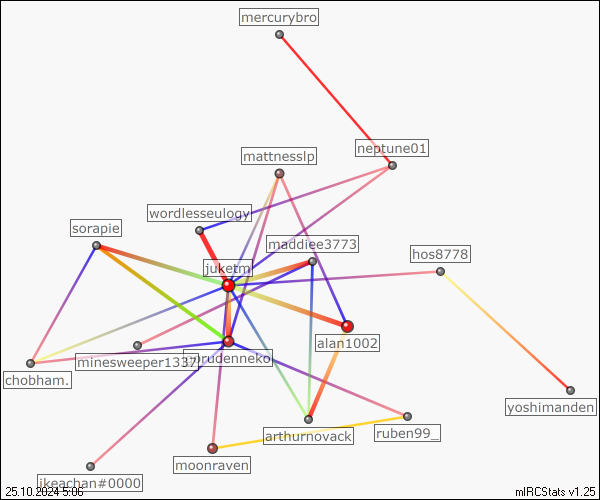 mercurybro
neptune01
mattnesslp
wordlesseulogy
sorapie
maddiee3773
hos8778
juketm
alan1002
minesweeper1337
chobham.
yoshimanden
arthurnovack
ruben99_
moonraven
ikeachan#0000
25.10.2024 5:06
mIRCStats v1.25